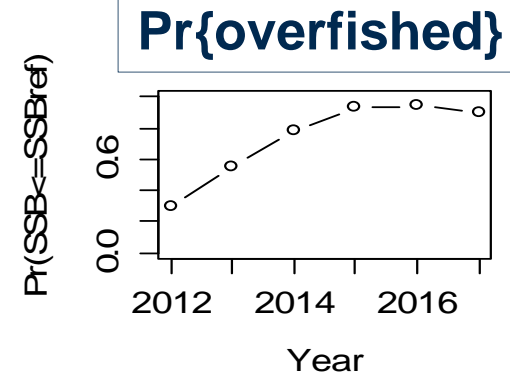 Pr{overfished}
Pr(SSB<=SSBref)
0.6
0.0
2012 2014 2016
Year